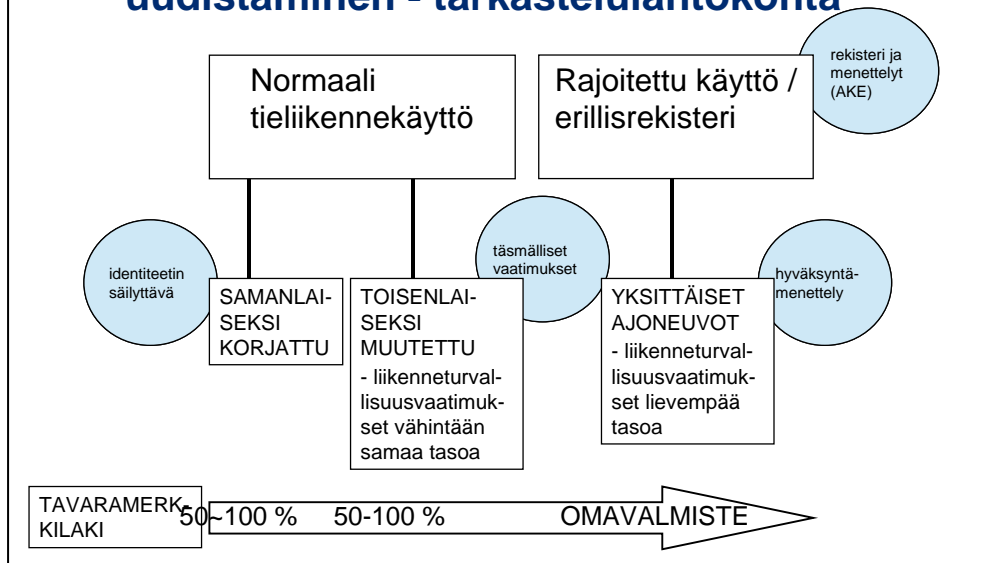 uudistaminen - tarkastelulähtökohta
Normaali
tieliikennekäyttö
Rajoitettu käyttö /
erillisrekisteri
rekisteri ja
menettelyt
(AKE)
identiteetin
säilyttävä
SAMANLAI-
SEKSI
KORJATTU
TOISENLAI-
SEKSI
MUUTETTU
- liikenneturval-
lisuusvaatimuk-
set vähintään
samaa tasoa
täsmälliset
vaatimukset
YKSITTÄISET
AJONEUVOT
- liikenneturval-
lisuusvaatimuk-
set lievempää
tasoa
hyväksyntä-
menettely
TAVARAMERK-
KILAKI
50~100 %
50-100 %
OMAVALMISTE